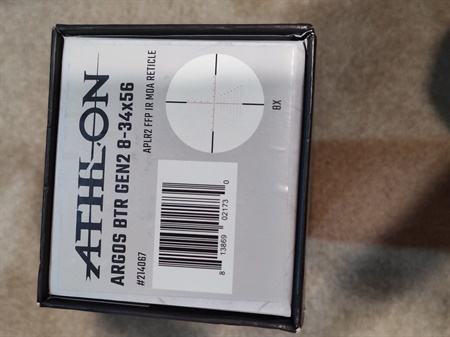 ATHLON
ARGOS BTR GEN2 8-34x56
APLR2 FFP IR MOA RETICLE
#214067
8X
8 13869 02173 0